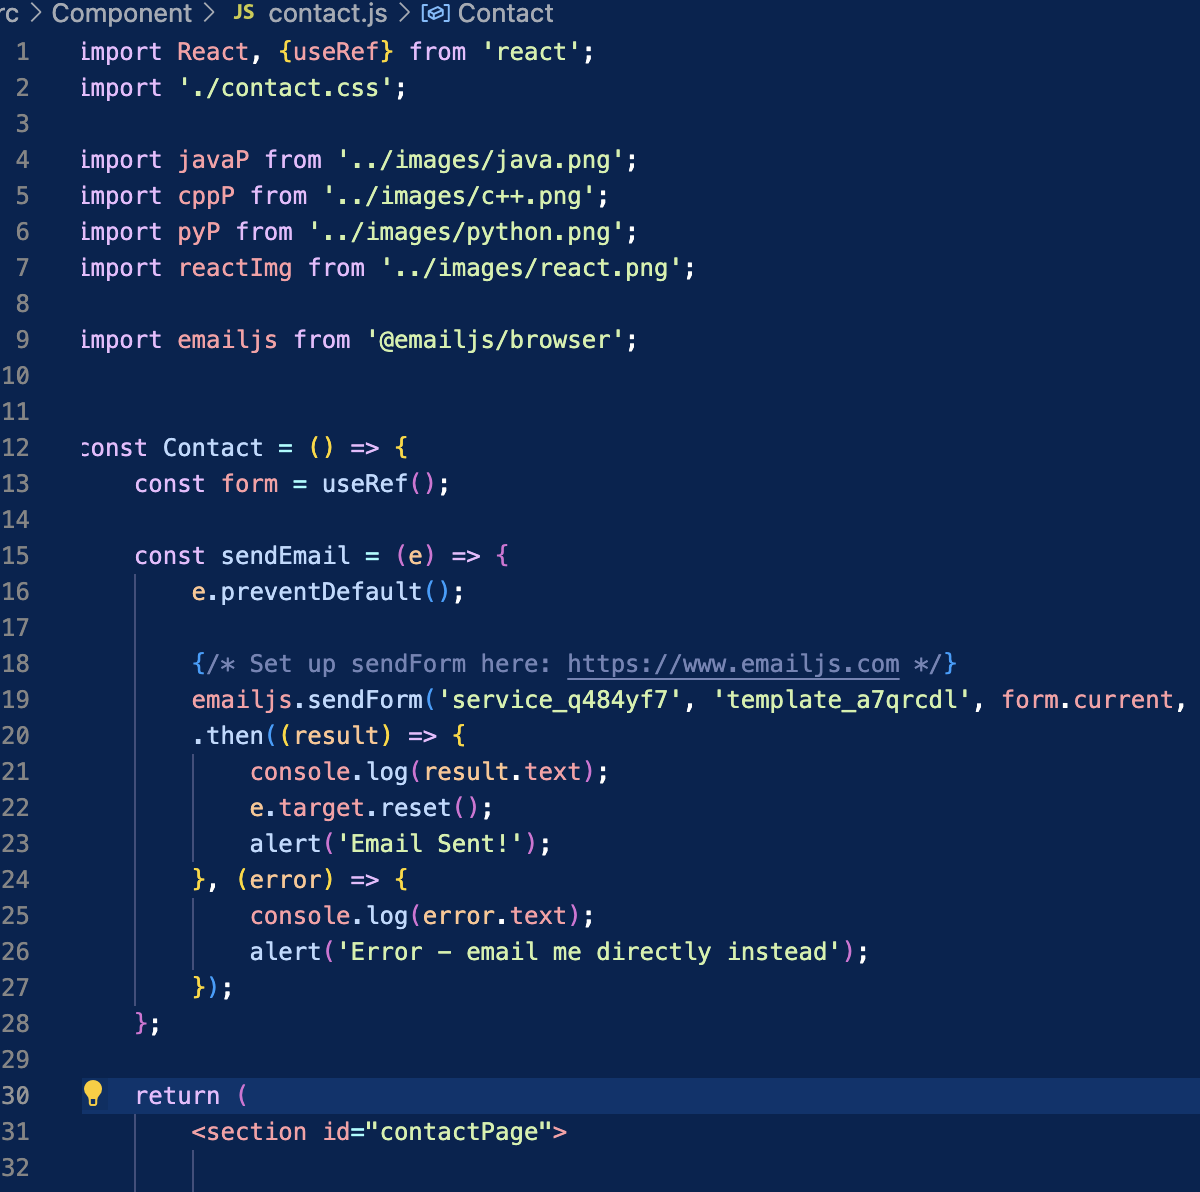 rc > Component > JS contact.js > Contact
1 import React, {useRef} from 'react';
2 import './contact.css';
3
4 import javaP from '../images/java.png';
5 import cppP from '../images/c++.png';
6 import pyP from '../images/python.png';
7 import reactImg from '../images/react.png';
8
9 import emailjs from '@emailjs/browser';
10
11
12 const Contact = () => {
13     const form = useRef();
14
15     const sendEmail = (e) => {
16         e.preventDefault();
17
18         {/* Set up sendForm here: https://www.emailjs.com */}
19         emailjs.sendForm('service_q484yf7', 'template_a7qrcdl', form.current,
20         .then((result) => {
21             console.log(result.text);
22             e.target.reset();
23             alert('Email Sent!');
24         }, (error) => {
25             console.log(error.text);
26             alert('Error – email me directly instead');
27         });
28     };
29
30     return (
31         <section id="contactPage">
32